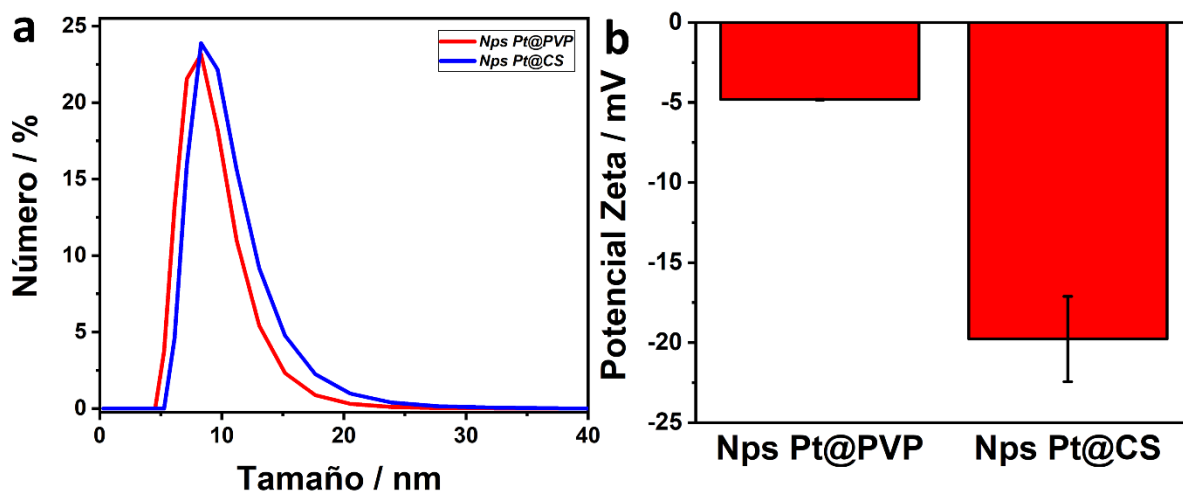 a
25
20
15
10
5
0
Número / %
Nps Pt@PVP
Nps Pt@CS
0 10 20 30 40
Tamaño / nm
b
0
-5
-10
-15
-20
-25
Potencial Zeta / mV
Nps Pt@PVP Nps Pt@CS